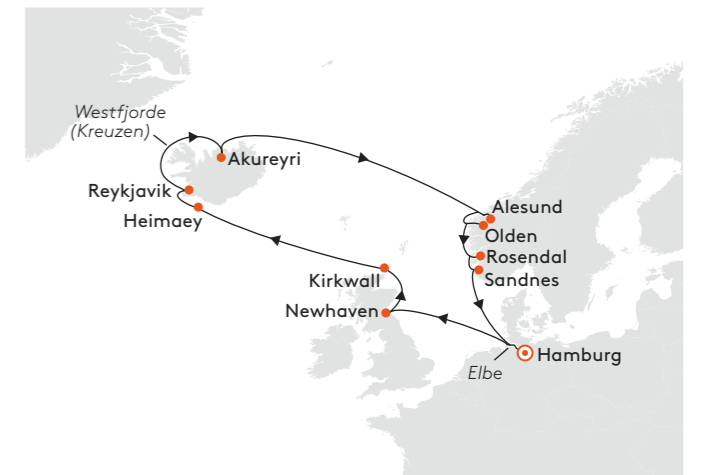 Westfjorde
(Kreuzen)
Akureyri
Reykjavik
Heimaey
Alesund
Olden
Rosendal
Sandnes
Kirkwall
Newhaven
Hamburg
Elbe